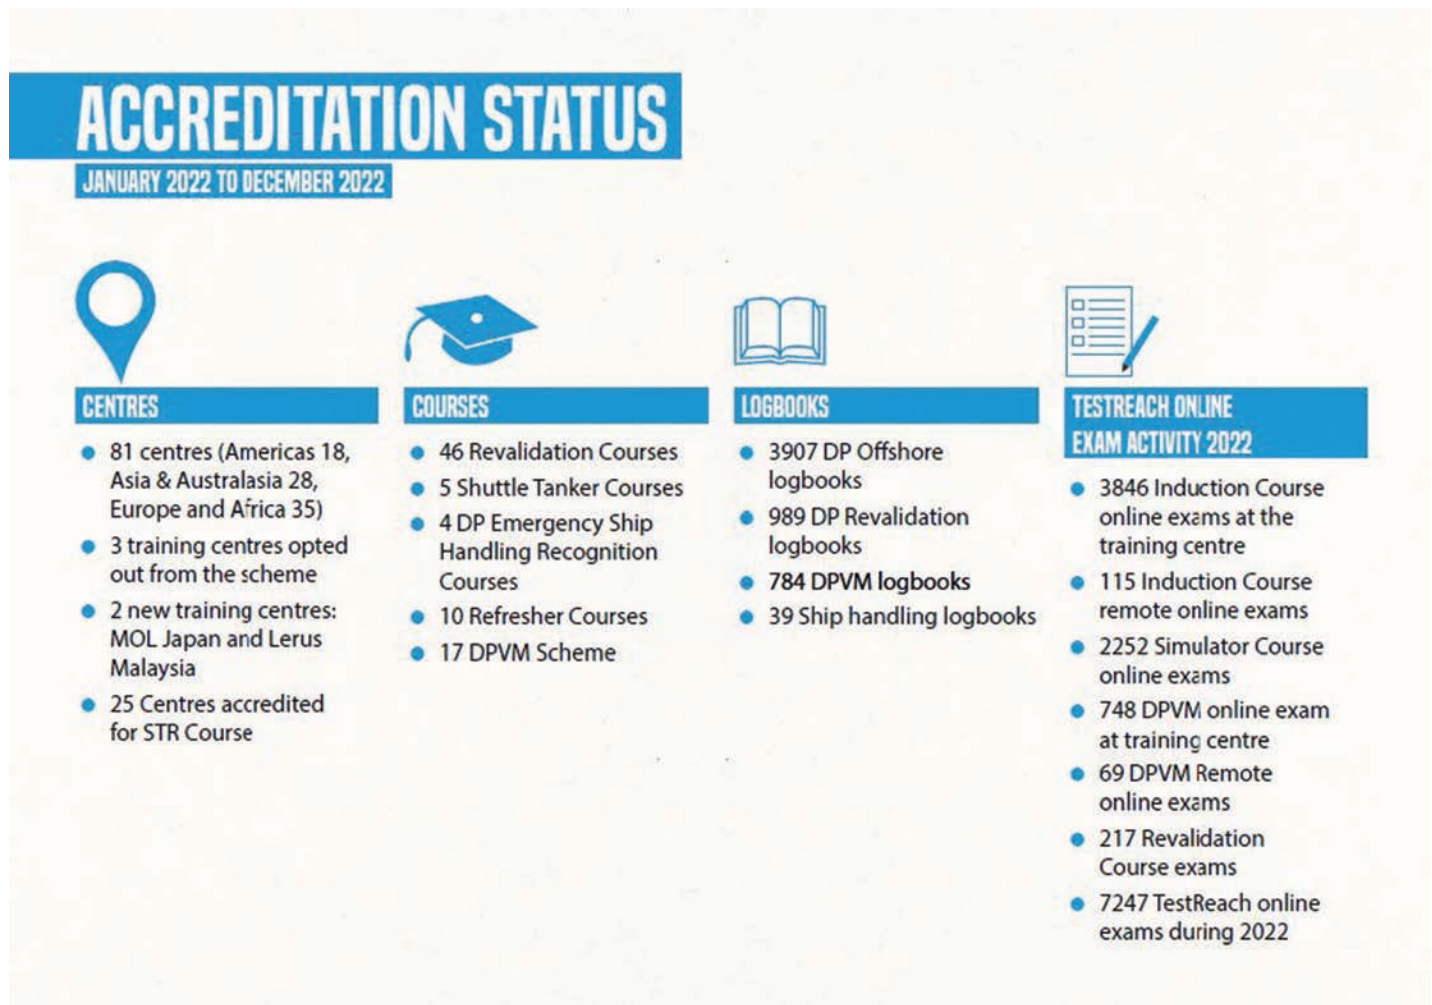 ACCREDITATION STATUS
JANUARY 2022 TO DECEMBER 2022
CENTRES
81 centres (Americas 18,
Asia & Australasia 28,
Europe and Africa 35)
3 training centres opted
out from the scheme
2 new training centres:
MOL Japan and Lerus
Malaysia
25 Centres accredited
for STR Course
COURSES
46 Revalidation Courses
5 Shuttle Tanker Courses
4 DP Emergency Ship
Handling Recognition
Courses
10 Refresher Courses
17 DPVM Scheme
LOGBOOKS
3907 DP Offshore
logbooks
989 DP Revalidation
logbooks
784 DPVM logbooks
39 Ship handling logbooks
TESTREACH ONLINE
EXAM ACTIVITY 2022
3846 Induction Course
online exams at the
training centre
115 Induction Course
remote online exams
2252 Simulator Course
online exams
748 DPVM online exam
at training centre
69 DPVM Remote
online exams
217 Revalidation
Course exams
7247 TestReach online
exams during 2022